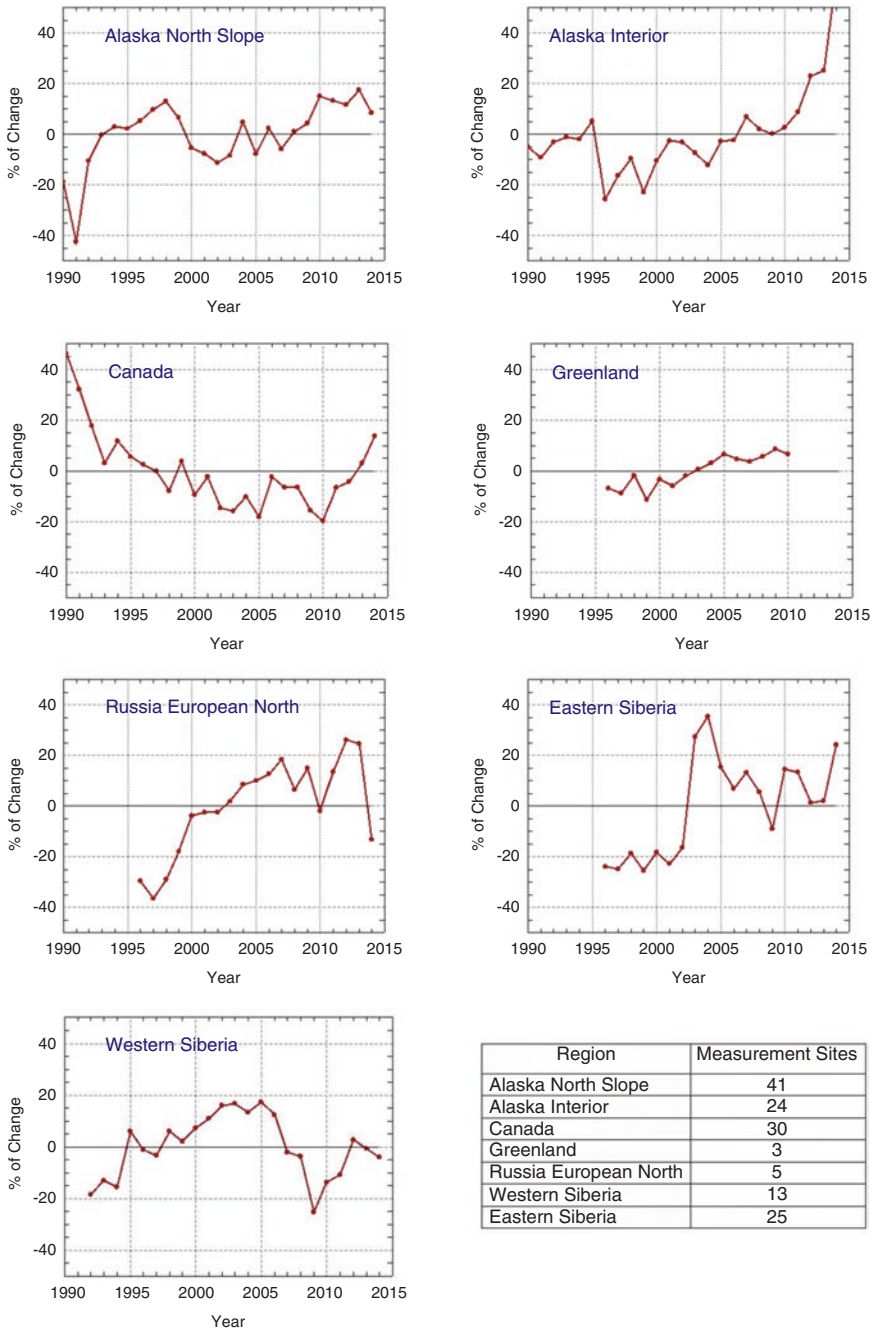 Alaska North Slope
% of Change
40
20
0
-20
-40
1990 1995 2000 2005 2010 2015
Year
Alaska Interior
% of Change
40
20
0
-20
-40
1990 1995 2000 2005 2010 2015
Year
Canada
% of Change
40
20
0
-20
-40
1990 1995 2000 2005 2010 2015
Year
Greenland
% of Change
40
20
0
-20
-40
1990 1995 2000 2005 2010 2015
Year
Russia European North
% of Change
40
20
0
-20
-40
1990 1995 2000 2005 2010 2015
Year
Eastern Siberia
% of Change
40
20
0
-20
-40
1990 1995 2000 2005 2010 2015
Year
Western Siberia
% of Change
40
20
0
-20
-40
1990 1995 2000 2005 2010 2015
Year
Region Measurement Sites
Alaska North Slope 41
Alaska Interior 24
Canada 30
Greenland 3
Russia European North 5
Western Siberia 13
Eastern Siberia 25